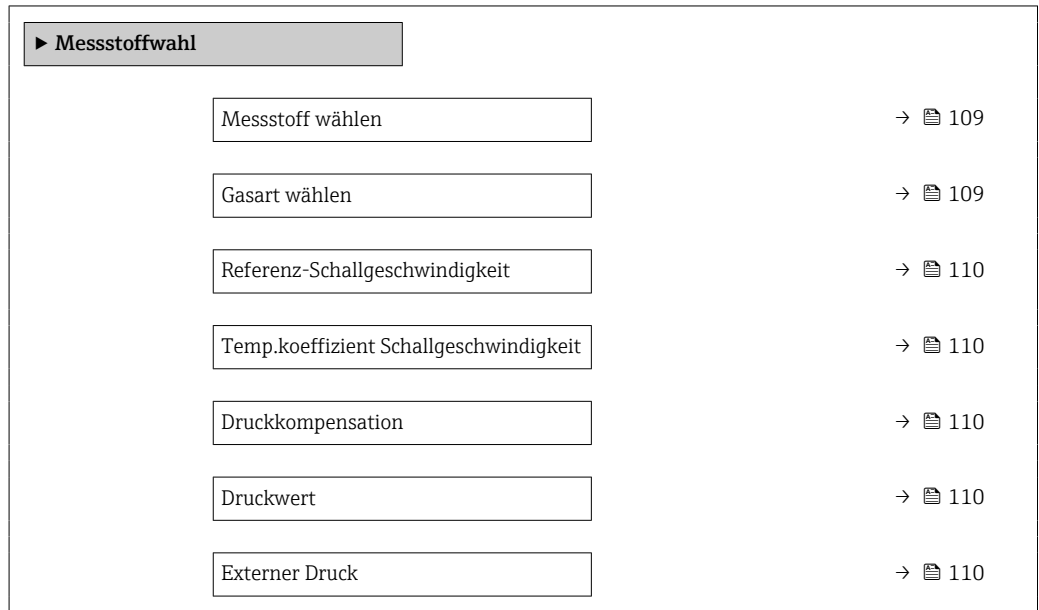 ▶ Messstoffwahl
Messstoff wählen → 109
Gasart wählen → 109
Referenz-Schallgeschwindigkeit → 110
Temp.koeffizient Schallgeschwindigkeit → 110
Druckkompensation → 110
Druckwert → 110
Externer Druck → 110